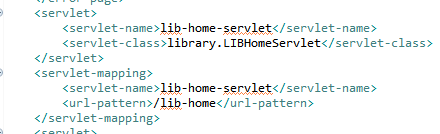 </error-page>
<servlet>
<servlet-name>lib-home-servlet</servlet-name>
<servlet-class>library.LIBHomeServlet</servlet-class>
</servlet>
<servlet-mapping>
<servlet-name>lib-home-servlet</servlet-name>
<url-pattern>/lib-home</url-pattern>
</servlet-mapping>
<servlet>